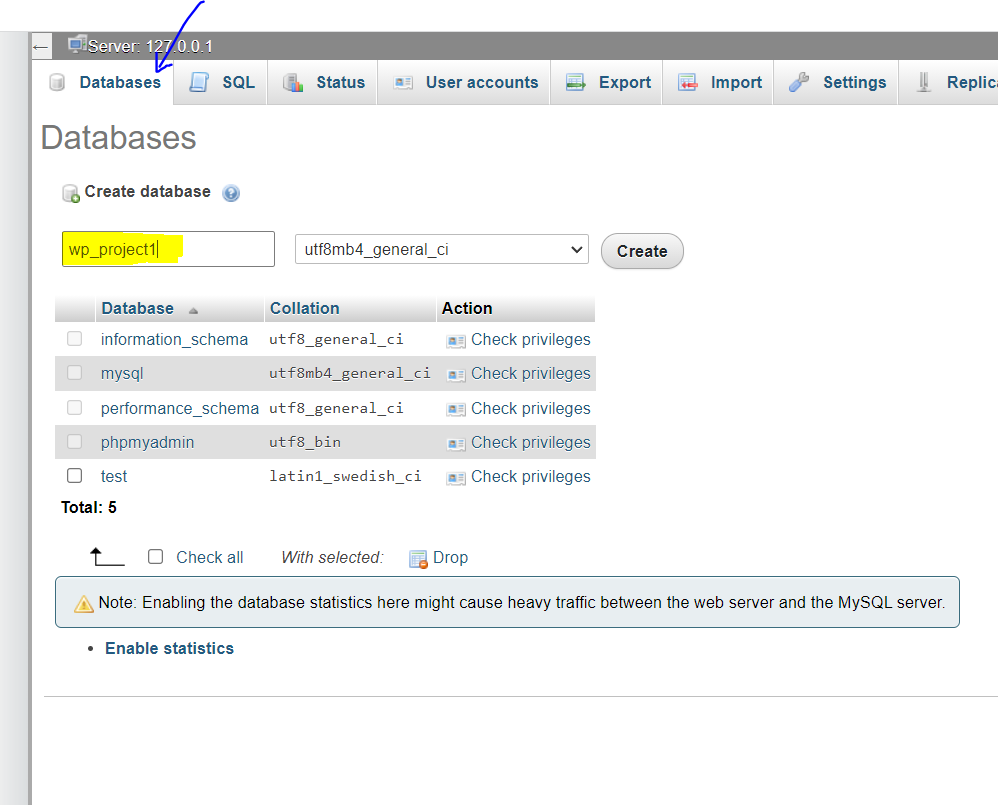 Server: 127.0.0.1
Databases SQL Status User accounts Export Import Settings Replica
Databases
Create database
wp_project1 utf8mb4_general_ci Create
Database Collation Action
information_schema utf8_general_ci Check privileges
mysql utf8mb4_general_ci Check privileges
performance_schema utf8_general_ci Check privileges
phpmyadmin utf8_bin Check privileges
test latin1_swedish_ci Check privileges
Total: 5
Check all With selected: Drop
Note: Enabling the database statistics here might cause heavy traffic between the web server and the MySQL server.
• Enable statistics